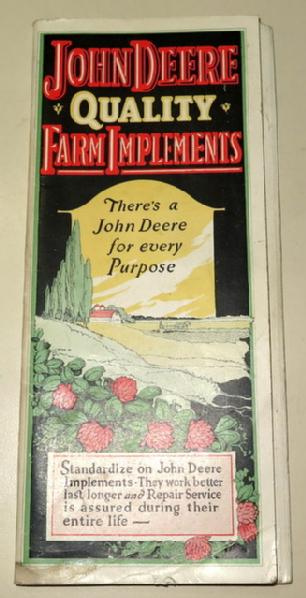 JOHN DEERE
QUALITY
FARM IMPLEMENTS
There's a
John Deere
for every
Purpose
Standardize on John Deere
Implements-They work better
last longer and Repair Service
is assured during their
entire life —